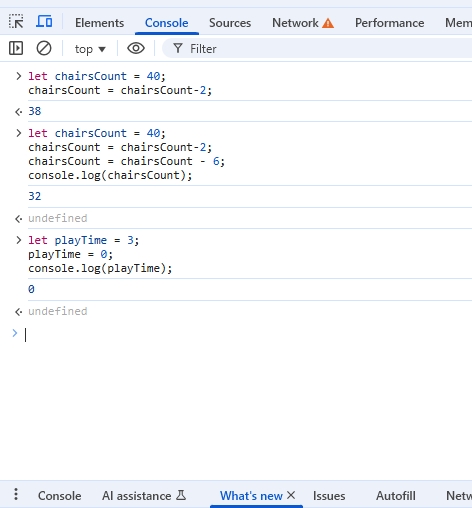 Elements Console Sources Network Performance Mem
top Filter
let chairsCount = 40;
chairsCount = chairsCount-2;
38
let chairsCount = 40;
chairsCount = chairsCount-2;
chairsCount = chairsCount - 6;
console.log(chairsCount);
32
undefined
let playTime = 3;
playTime = 0;
console.log(playTime);
0
undefined
Console AI assistance What's new Issues Autofill Netw